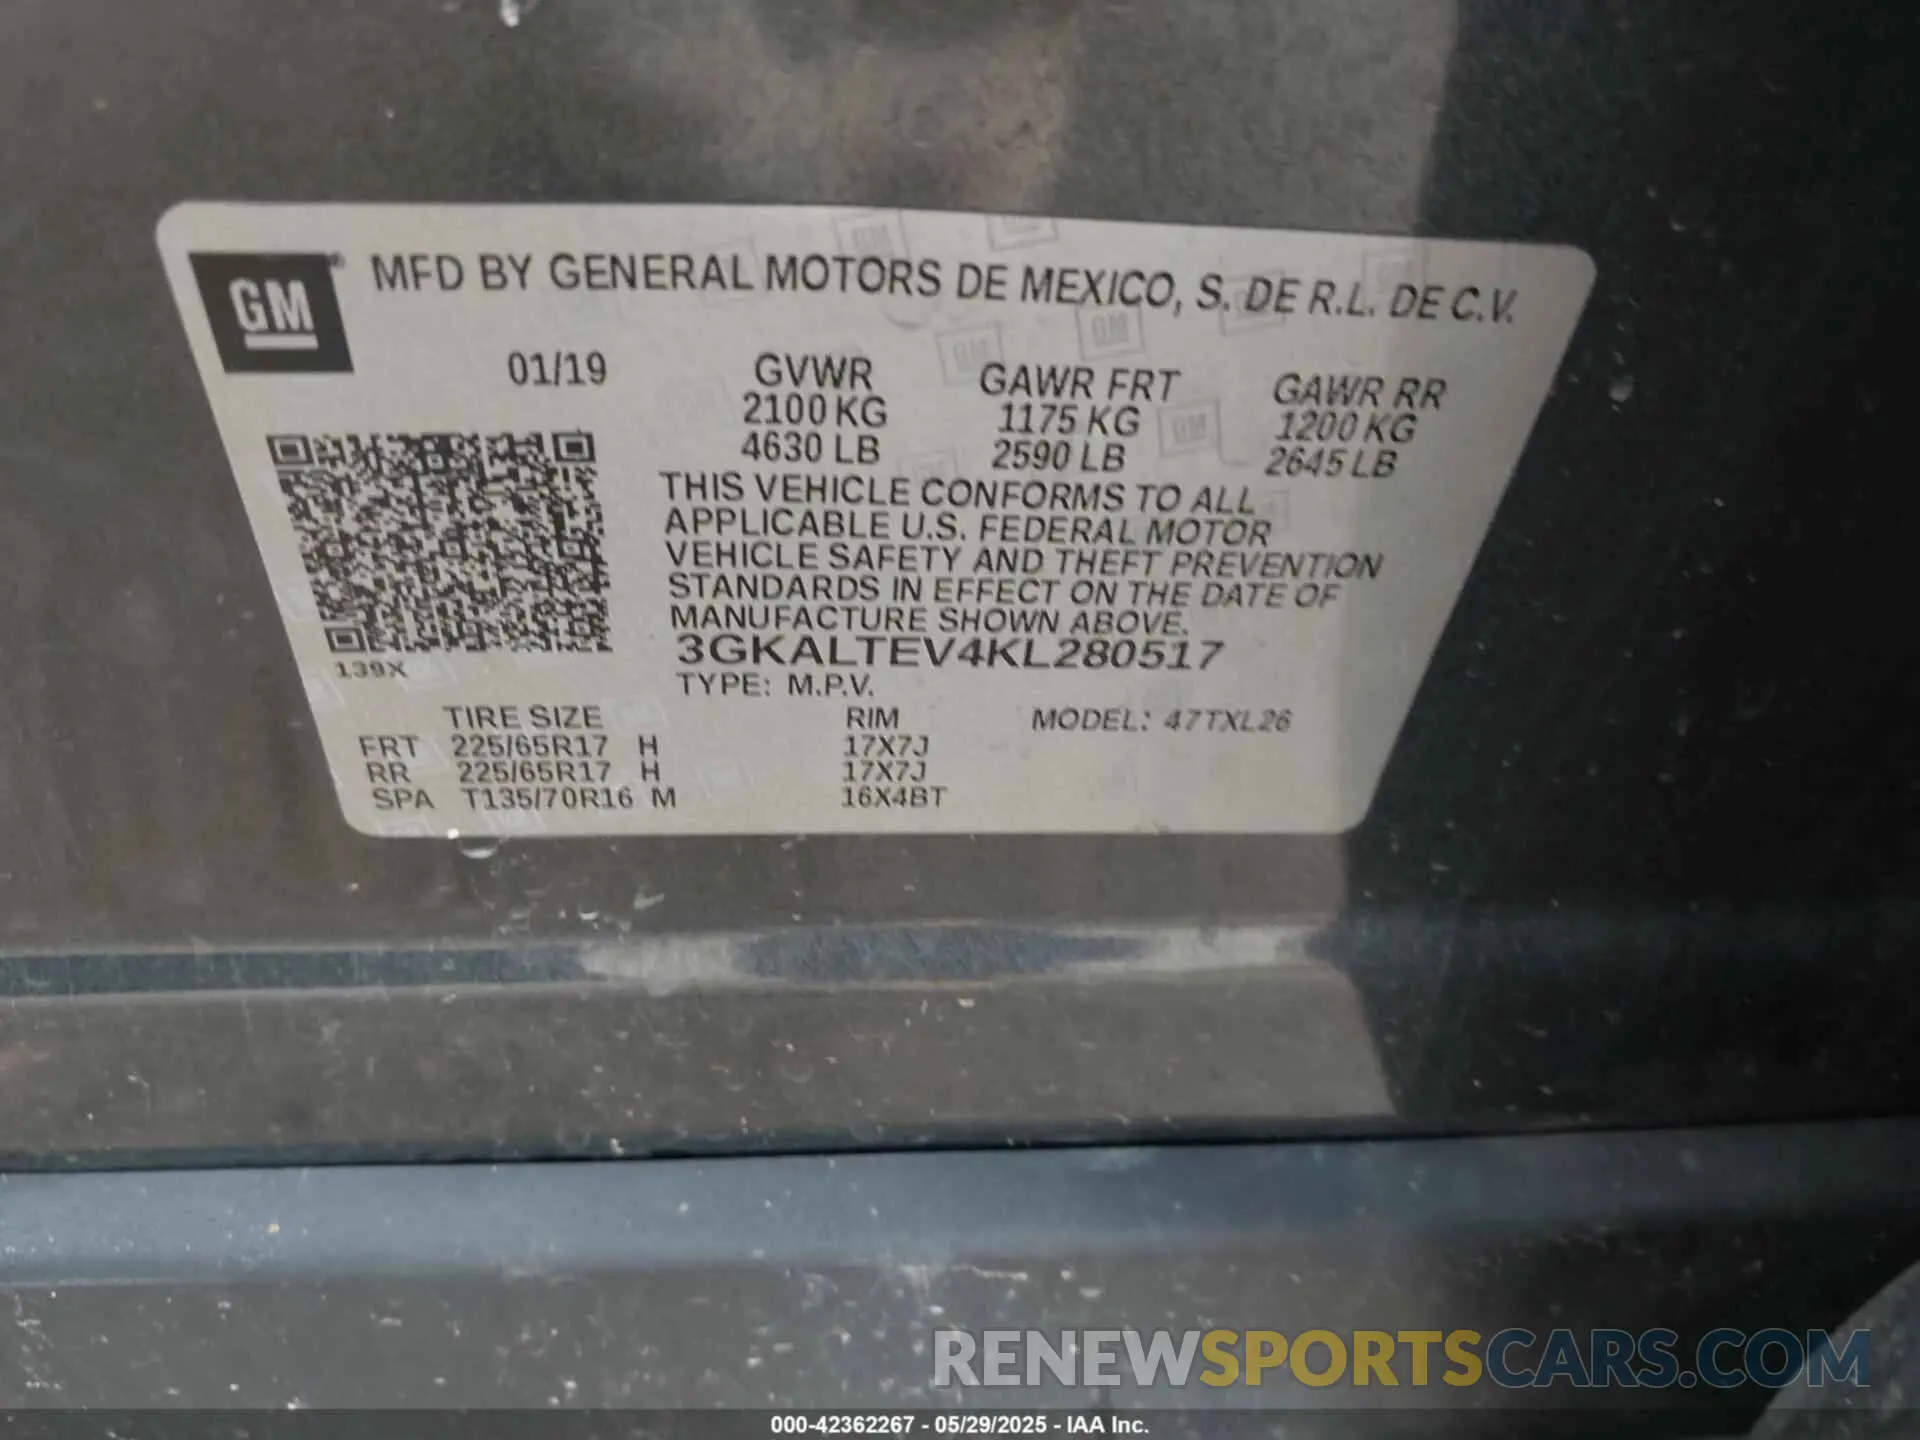 GM® MFD BY GENERAL MOTORS DE MEXICO, S. DE R.L. DE C.V.
01/19 GVWR GAWR FRT GAWR RR
2100 KG 1175 KG 1200 KG
4630 LB 2590 LB 2645 LB
THIS VEHICLE CONFORMS TO ALL
APPLICABLE U.S. FEDERAL MOTOR
VEHICLE SAFETY AND THEFT PREVENTION
STANDARDS IN EFFECT ON THE DATE OF
MANUFACTURE SHOWN ABOVE.
3GKALTEV4KL280517
139X
TYPE: M.P.V.
TIRE SIZE RIM MODEL: 47TXL26
FRT 225/65R17 H 17X7J
RR 225/65R17 H 17X7J
SPA T135/70R16 M 16X4BT
RENEWSPORTSCARS.COM
000-42362267 - 05/29/2025 - IAA Inc.